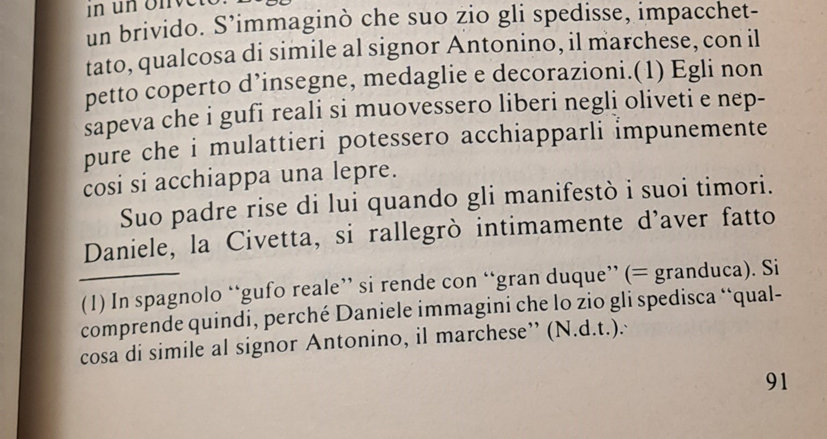 in un oliveto.
un brivido. S'immaginò che suo zio gli spedisse, impacchet-
tato, qualcosa di simile al signor Antonino, il marchese, con il
petto coperto d'insegne, medaglie e decorazioni.(1) Egli non
sapeva che i gufi reali si muovessero liberi negli oliveti e nep-
pure che i mulattieri potessero acchiapparli impunemente
cosi si acchiappa una lepre.
Suo padre rise di lui quando gli manifestò i suoi timori.
Daniele, la Civetta, si rallegrò intimamente d'aver fatto
(1) In spagnolo "gufo reale" si rende con "gran duque" (= granduca). Si
comprende quindi, perché Daniele immagini che lo zio gli spedisca "qual-
cosa di simile al signor Antonino, il marchese" (N.d.t.).
91